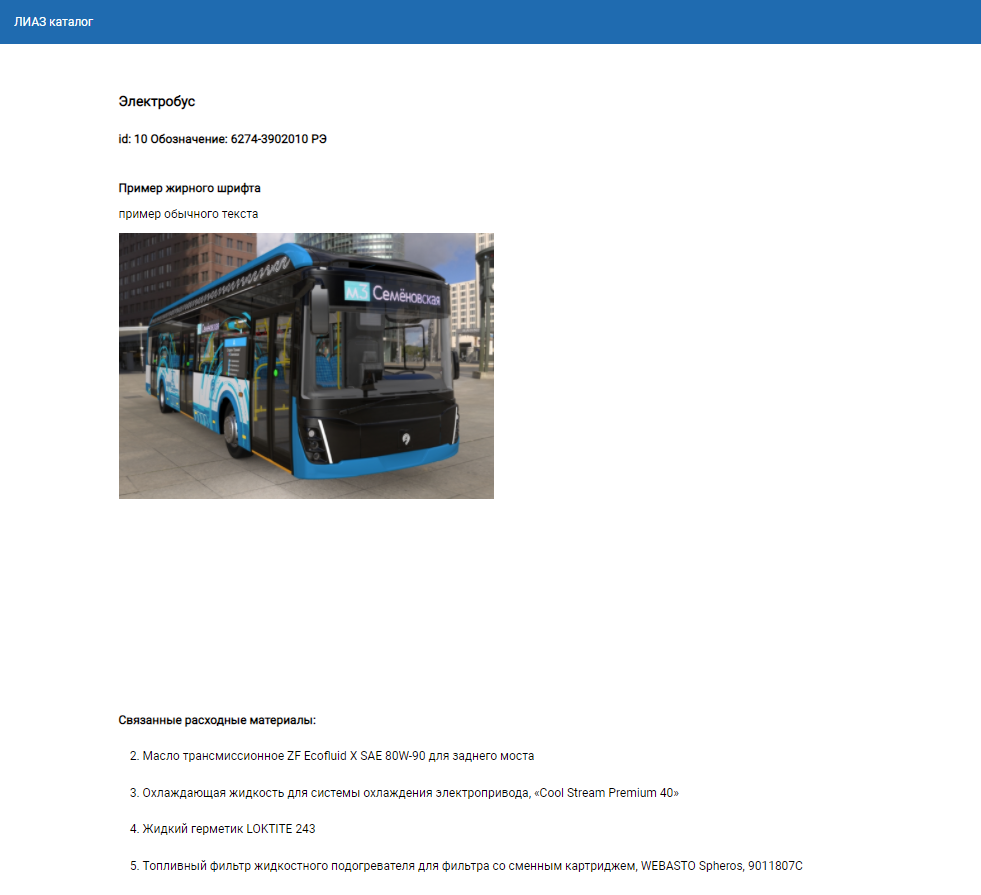 ЛИАЗ каталог
Электробус
id: 10 Обозначение: 6274-3902010 РЭ
Пример жирного шрифта
пример обычного текста
м3 Семёновская
Связанные расходные материалы:
2. Масло трансмиссионное ZF Ecofluid X SAE 80W-90 для заднего моста
3. Охлаждающая жидкость для системы охлаждения электропривода, «Cool Stream Premium 40»
4. Жидкий герметик LOKTITE 243
5. Топливный фильтр жидкостного подогревателя для фильтра со сменным картриджем, WEBASTO Spheros, 9011807C